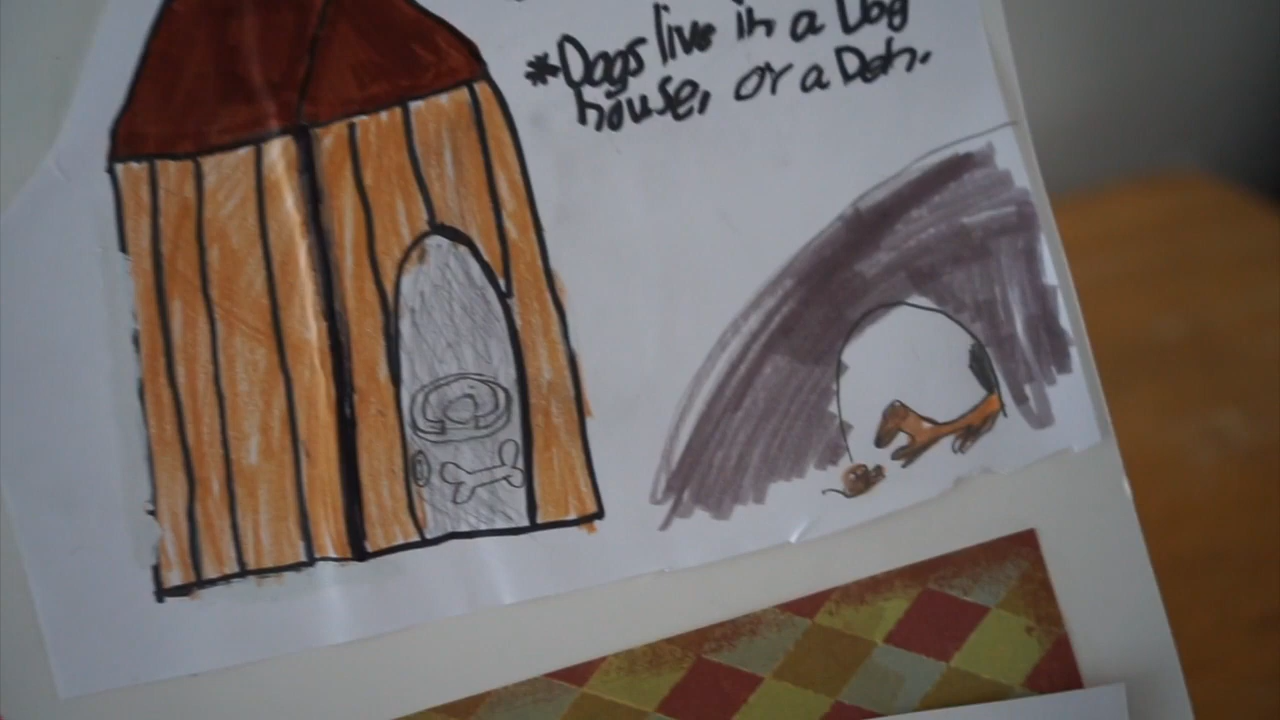 *Dogs live in a Dog
house, or a Den.